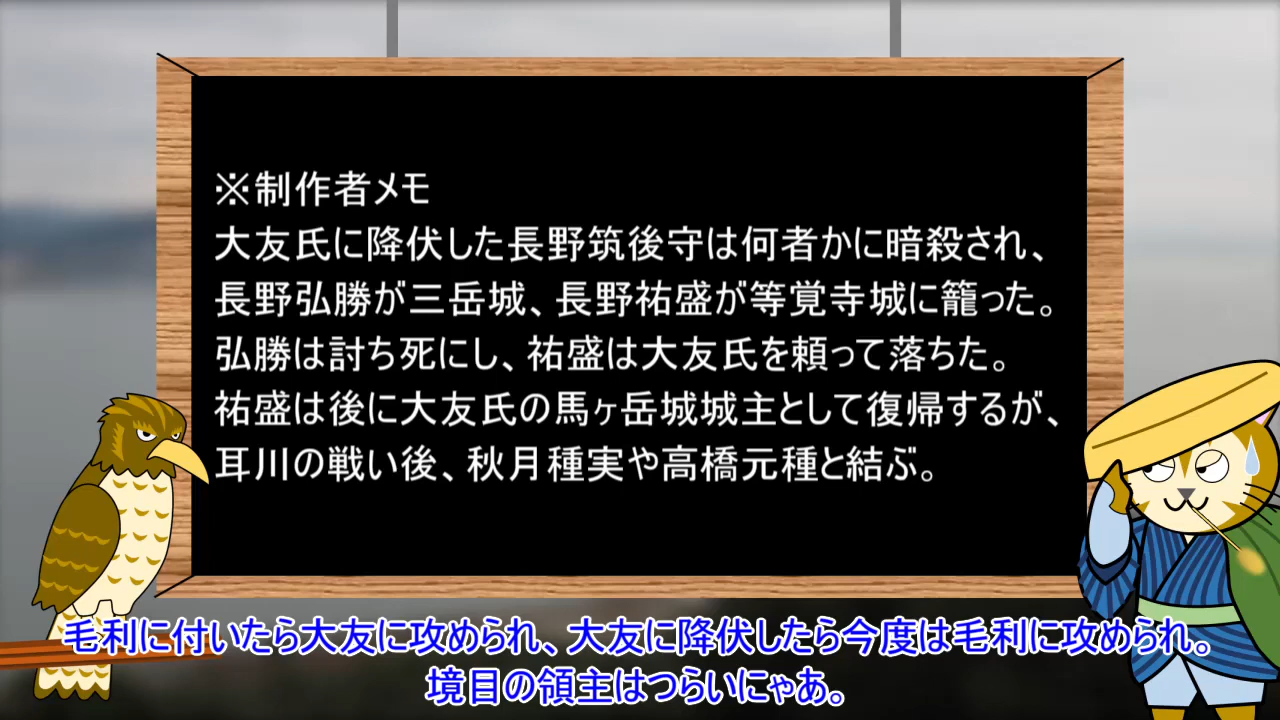 ※制作者メモ
大友氏に降伏した長野筑後守は何者かに暗殺され、
長野弘勝が三岳城、長野祐盛が等覚寺城に籠った。
弘勝は討ち死にし、祐盛は大友氏を頼って落ちた。
祐盛は後に大友氏の馬ヶ岳城城主として復帰するが、
耳川の戦い後、秋月種実や高橋元種と結ぶ。
毛利に付いたら大友に攻められ、大友に降伏したら今度は毛利に攻められ。
境目の領主はつらいにゃあ。